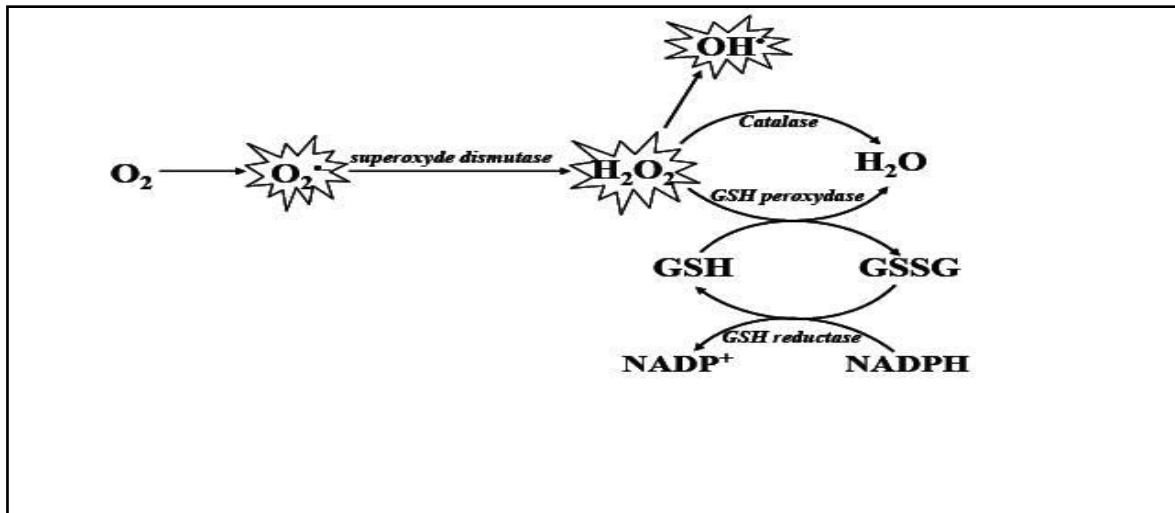 OH•
Catalase
superoxyde dismutase
O₂
O₂•
H₂O₂
H₂O
GSH peroxydase
GSH
GSSG
GSH reductase
NADP⁺
NADPH